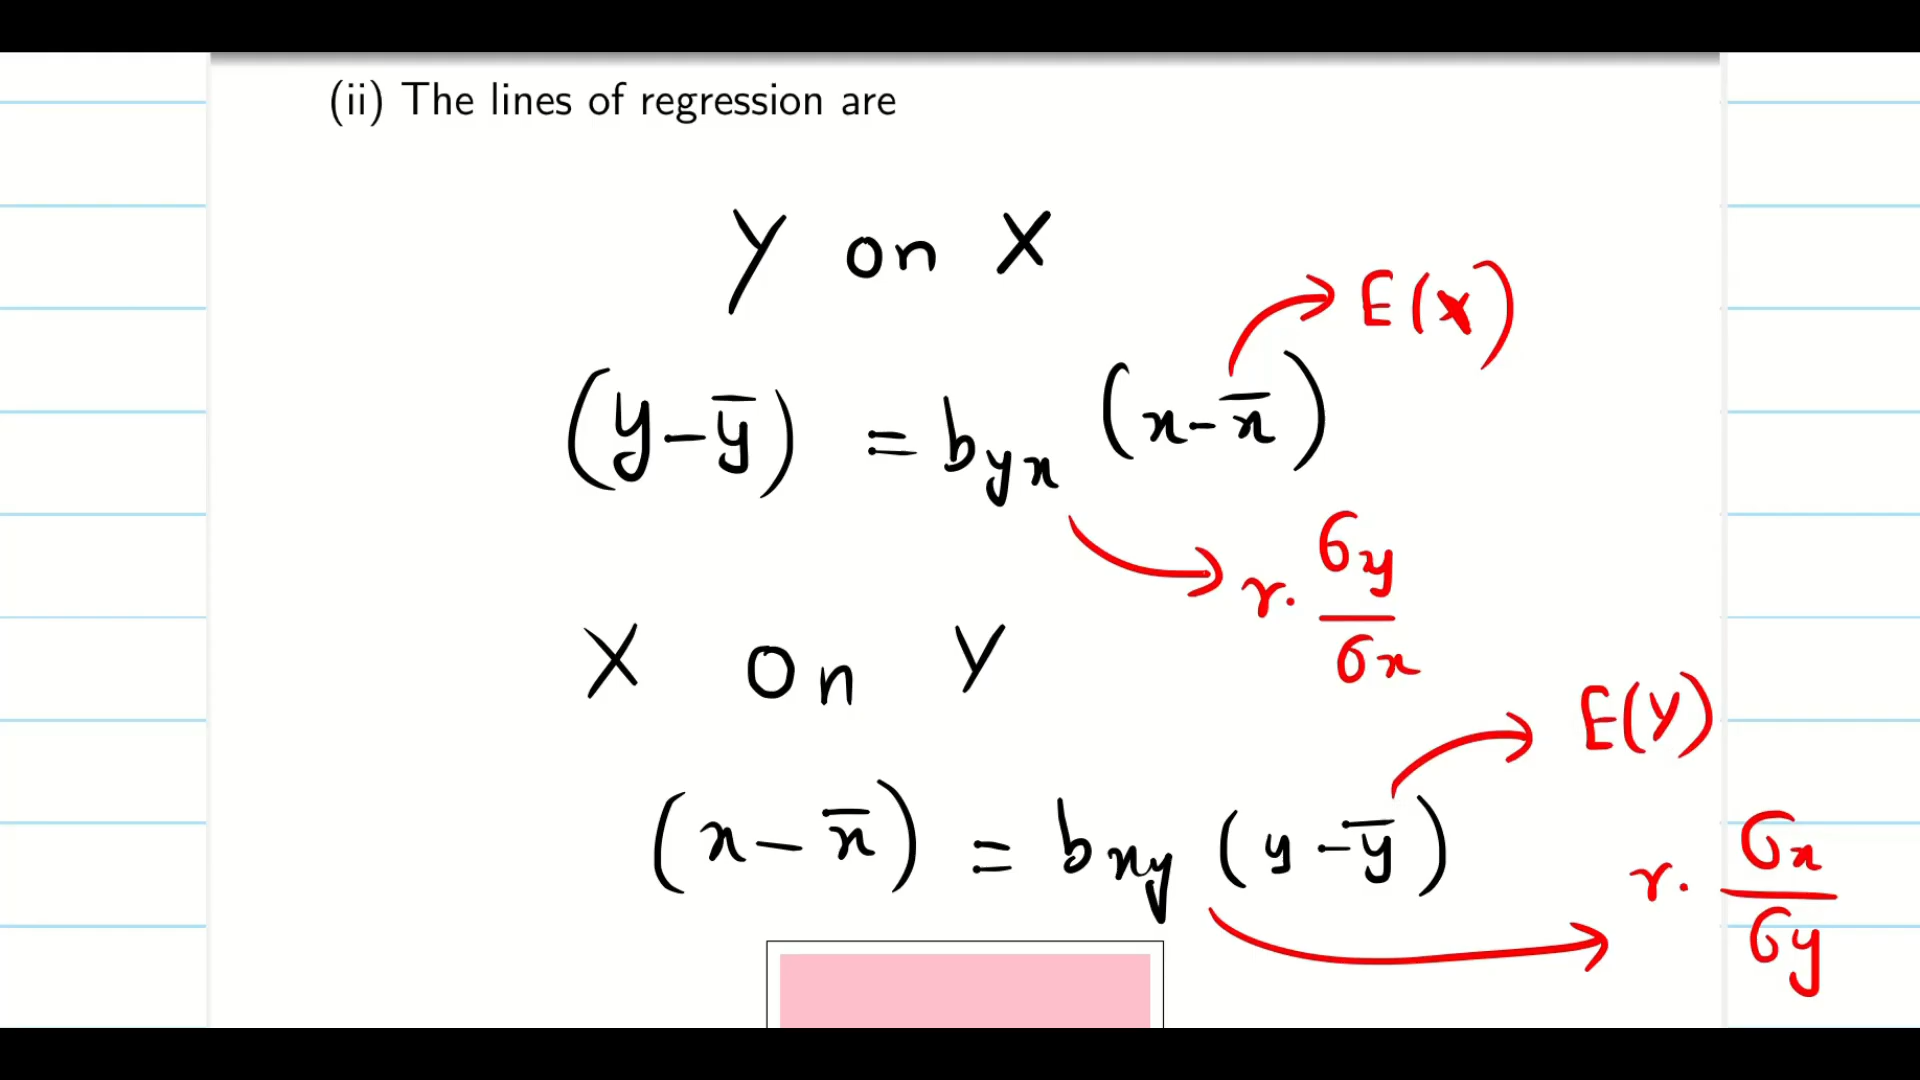 (ii) The lines of regression are
Y on X
E(X)
(y-y̅) = byx (x-x̅)
r. σy/σx
X On Y
E(Y)
(x-x̅) = bxy (y-y̅)
r. σx/σy